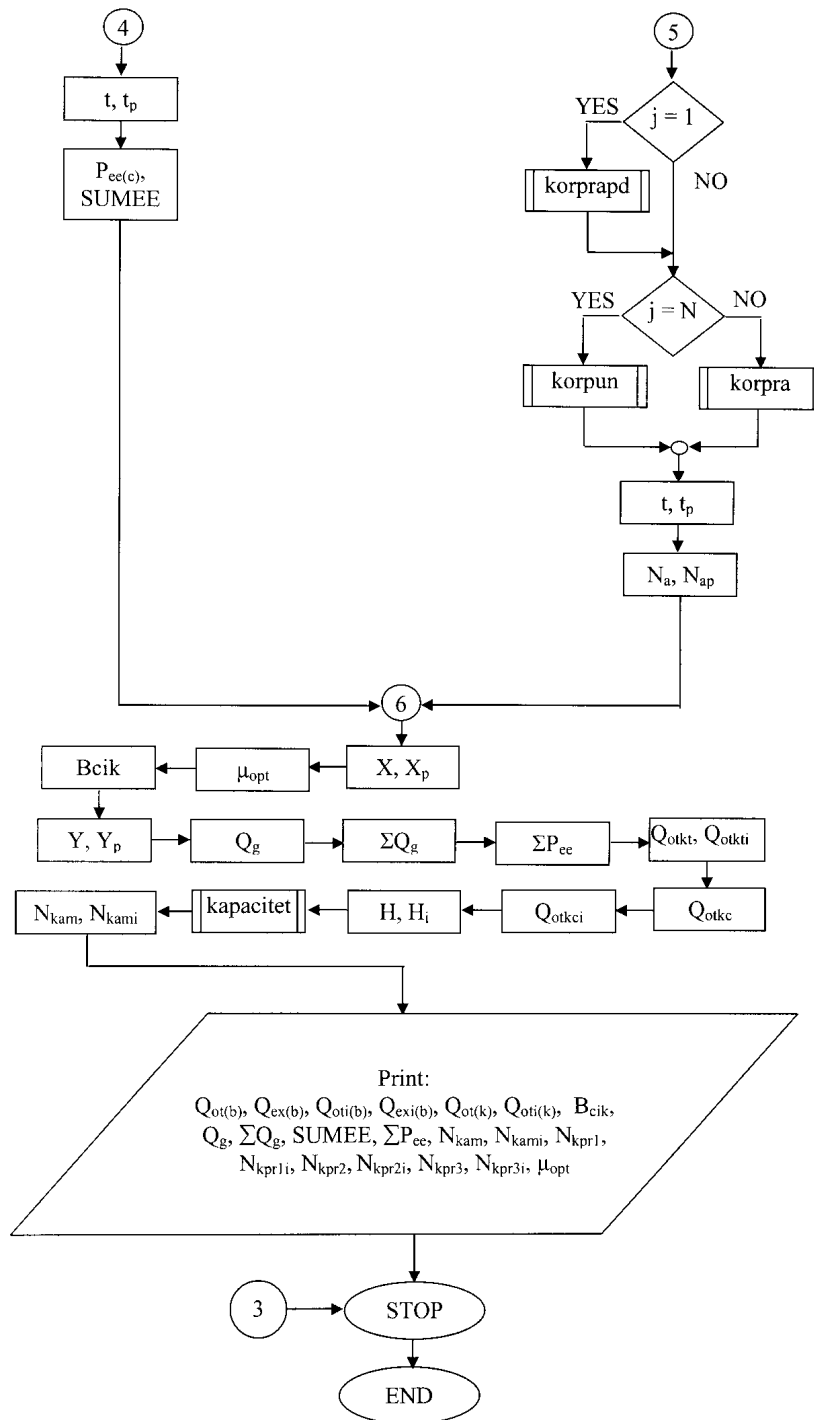 4
t, tp
Pee(c),
SUMEE
5
j = 1
YES
NO
korprapd
j = N
YES
NO
korpun
korpra
t, tp
Na, Nap
6
X, Xp
μopt
Bcik
Y, Yp
Qg
ΣQg
ΣPee
Qotkt, Qotkti
Qotkc
Qotkci
H, Hi
kapacitet
Nkam, Nkami
Print:
Qot(b), Qex(b), Qoti(b), Qexi(b), Qot(k), Qoti(k), Bcik,
Qg, ΣQg, SUMEE, ΣPee, Nkam, Nkami, Nkpr1,
Nkpr1i, Nkpr2, Nkpr2i, Nkpr3, Nkpr3i, μopt
3
STOP
END